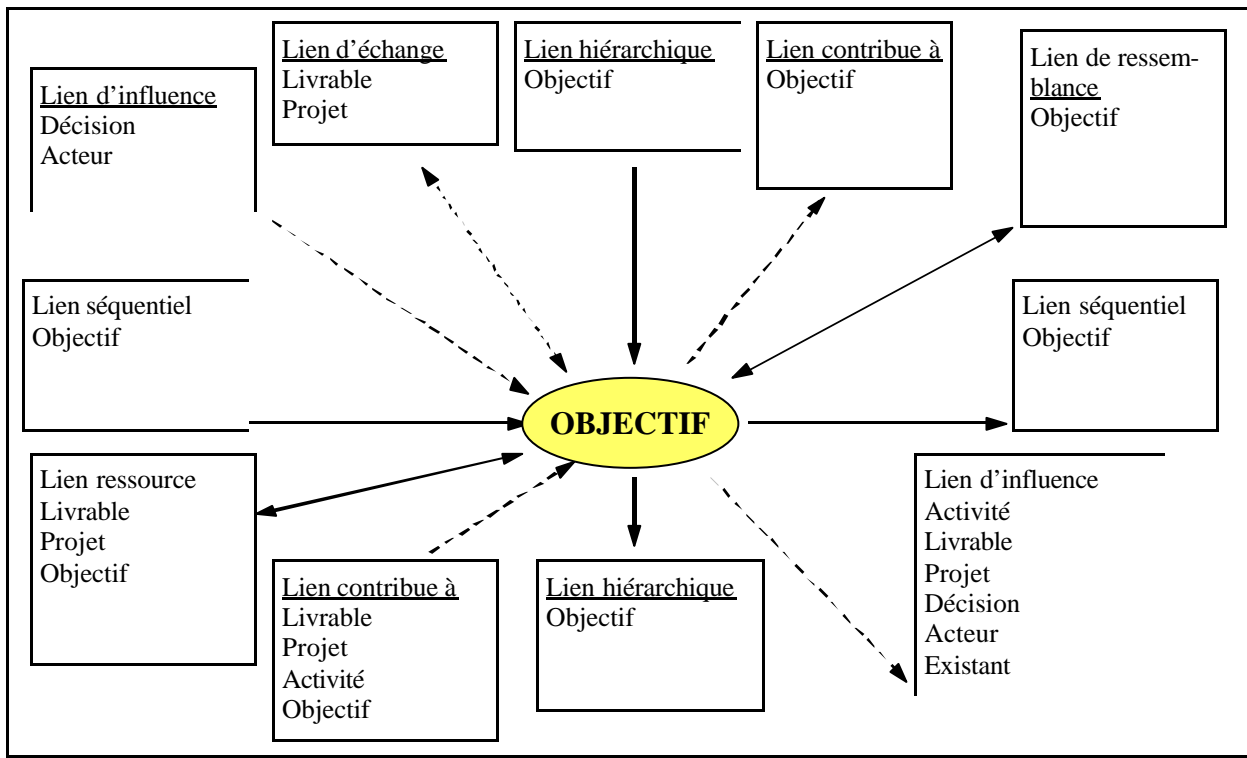 Lien d’influence
Décision
Acteur
Lien d’échange
Livrable
Projet
Lien hiérarchique
Objectif
Lien contribue à
Objectif
Lien de ressem-
blance
Objectif
Lien séquentiel
Objectif
OBJECTIF
Lien séquentiel
Objectif
Lien ressource
Livrable
Projet
Objectif
Lien contribue à
Livrable
Projet
Activité
Objectif
Lien hiérarchique
Objectif
Lien d’influence
Activité
Livrable
Projet
Décision
Acteur
Existant